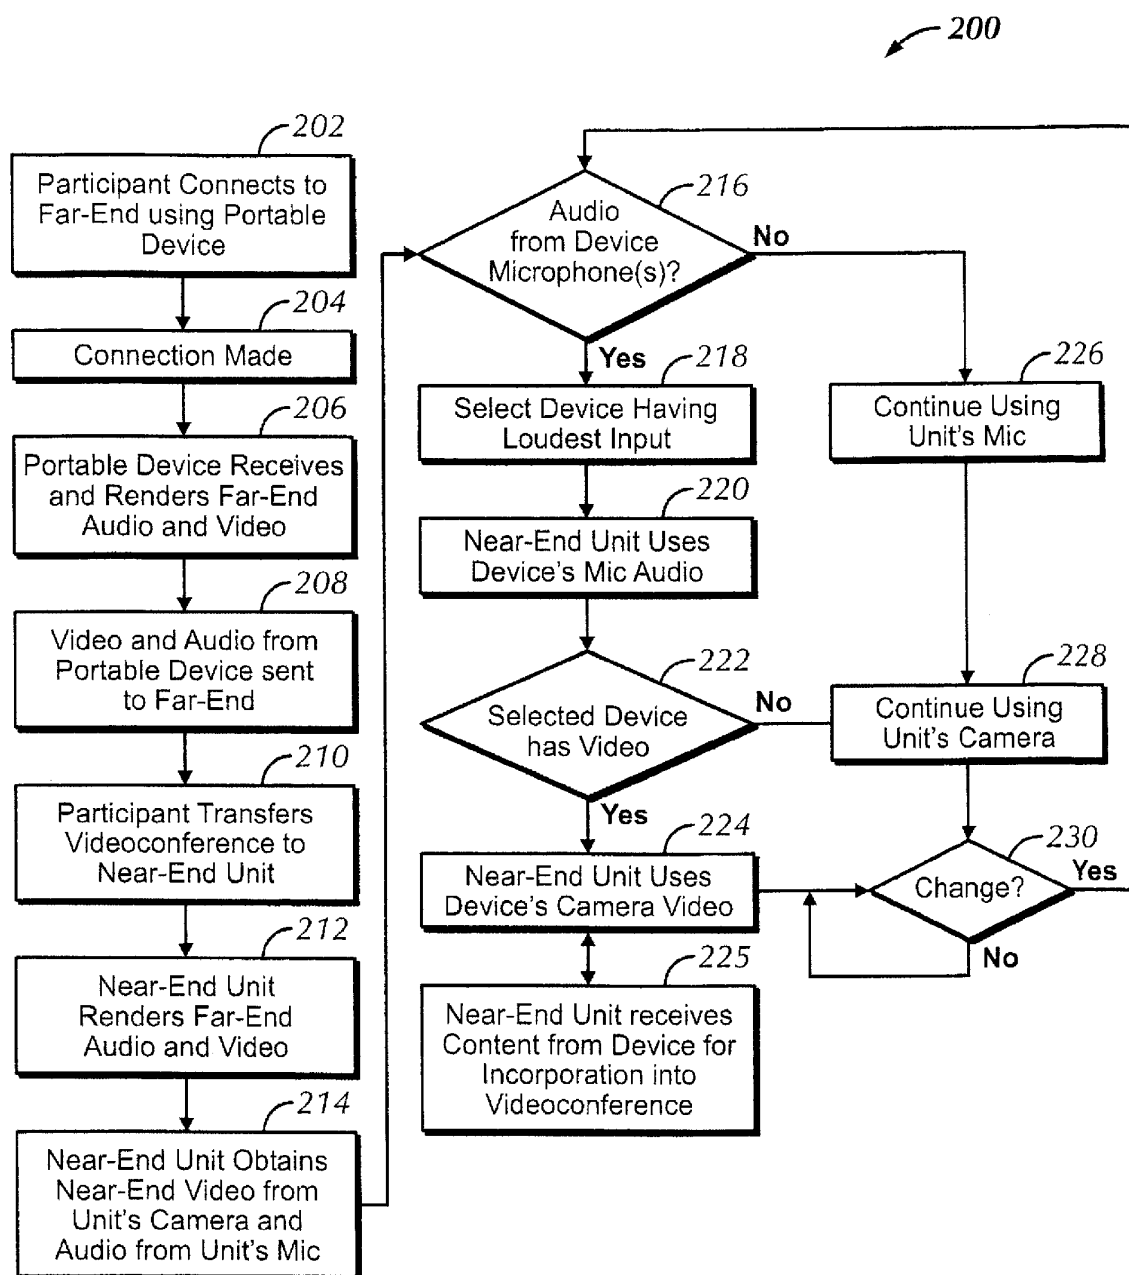 200
202
Participant Connects to
Far-End using Portable
Device
204
Connection Made
206
Portable Device Receives
and Renders Far-End
Audio and Video
208
Video and Audio from
Portable Device sent
to Far-End
210
Participant Transfers
Videoconference to
Near-End Unit
212
Near-End Unit
Renders Far-End
Audio and Video
214
Near-End Unit Obtains
Near-End Video from
Unit's Camera and
Audio from Unit's Mic
216
Audio
from Device
Microphone(s)?
No
Yes
218
Select Device Having
Loudest Input
220
Near-End Unit Uses
Device's Mic Audio
222
Selected Device
has Video
No
Yes
224
Near-End Unit Uses
Device's Camera Video
225
Near-End Unit receives
Content from Device for
Incorporation into
Videoconference
226
Continue Using
Unit's Mic
228
Continue Using
Unit's Camera
230
Change?
Yes
No